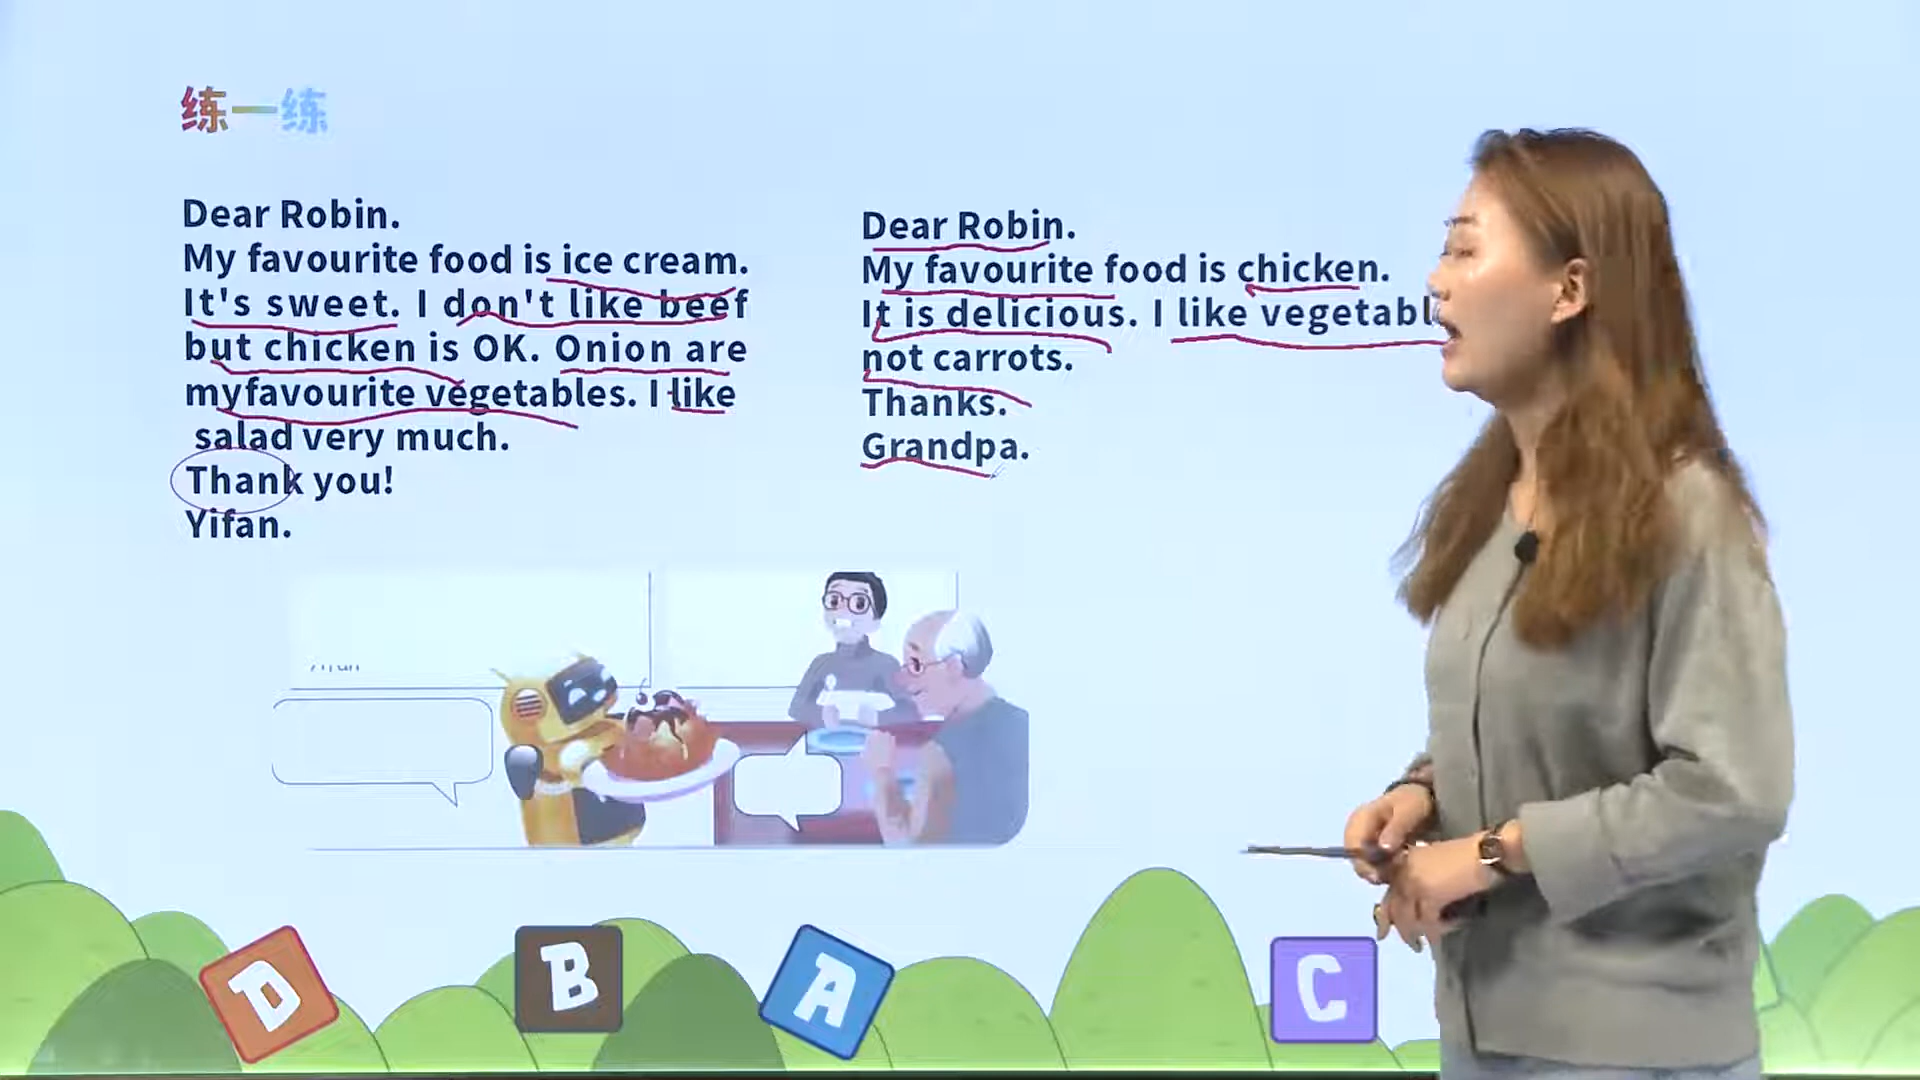 练一练
Dear Robin.
My favourite food is ice cream.
It's sweet. I don't like beef
but chicken is OK. Onion are
myfavourite vegetables. I like
salad very much.
Thank you!
Yifan.
Dear Robin.
My favourite food is chicken.
It is delicious. I like
not carrots.
Thanks.
Grandpa.
D
B
A
C